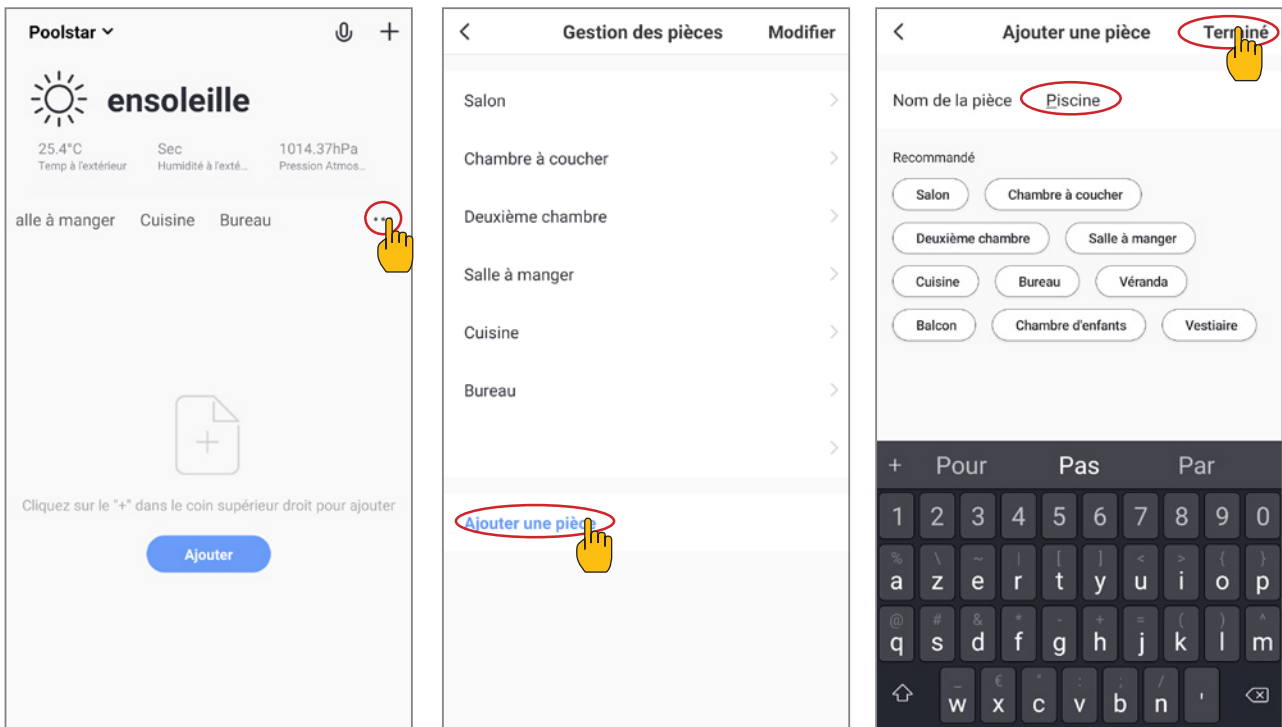 Poolstar
ensoleille
25.4°C Sec 1014.37hPa
Temp à l'extérieur Humidité à l'exté... Pression Atmos...
alle à manger Cuisine Bureau
Cliquez sur le "+" dans le coin supérieur droit pour ajouter
Ajouter
Gestion des pièces Modifier
Salon
Chambre à coucher
Deuxième chambre
Salle à manger
Cuisine
Bureau
Ajouter une pièce
Ajouter une pièce Terminé
Nom de la pièce Piscine
Recommandé
Salon Chambre à coucher
Deuxième chambre Salle à manger
Cuisine Bureau Véranda
Balcon Chambre d'enfants Vestiaire
+ Pour Pas Par
1 2 3 4 5 6 7 8 9 0
% \ ~ | [ ] < > { }
a z e r t y u i o p
@ # & * - + = ( ) ^
q s d f g h j k l m
_ € " : ; /
w x c v b n '